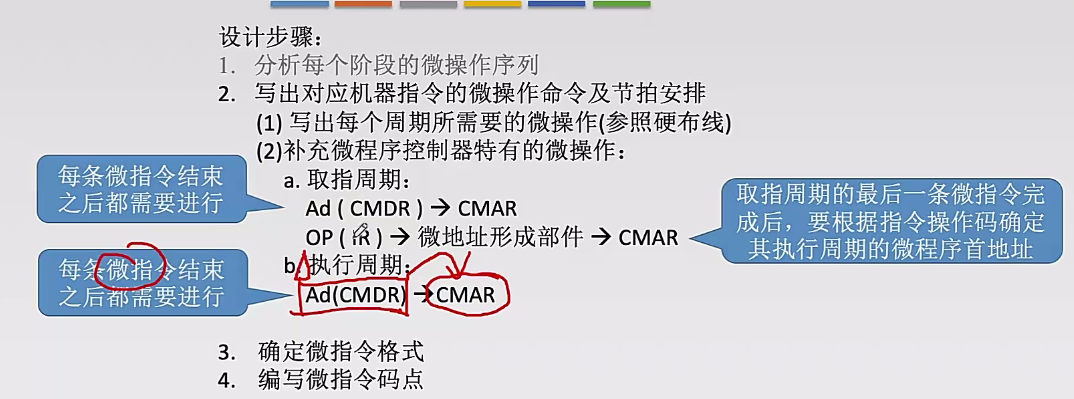 设计步骤：
1. 分析每个阶段的微操作序列
2. 写出对应机器指令的微操作命令及节拍安排
(1) 写出每个周期所需要的微操作(参照硬布线)
(2)补充微程序控制器特有的微操作：
a. 取指周期：
每条微指令结束
之后都需要进行
Ad ( CMDR ) → CMAR
OP ( IR ) → 微地址形成部件 → CMAR
取指周期的最后一条微指令完
成后，要根据指令操作码确定
其执行周期的微程序首地址
b. 执行周期：
每条微指令结束
之后都需要进行
Ad(CMDR) → CMAR
3. 确定微指令格式
4. 编写微指令码点